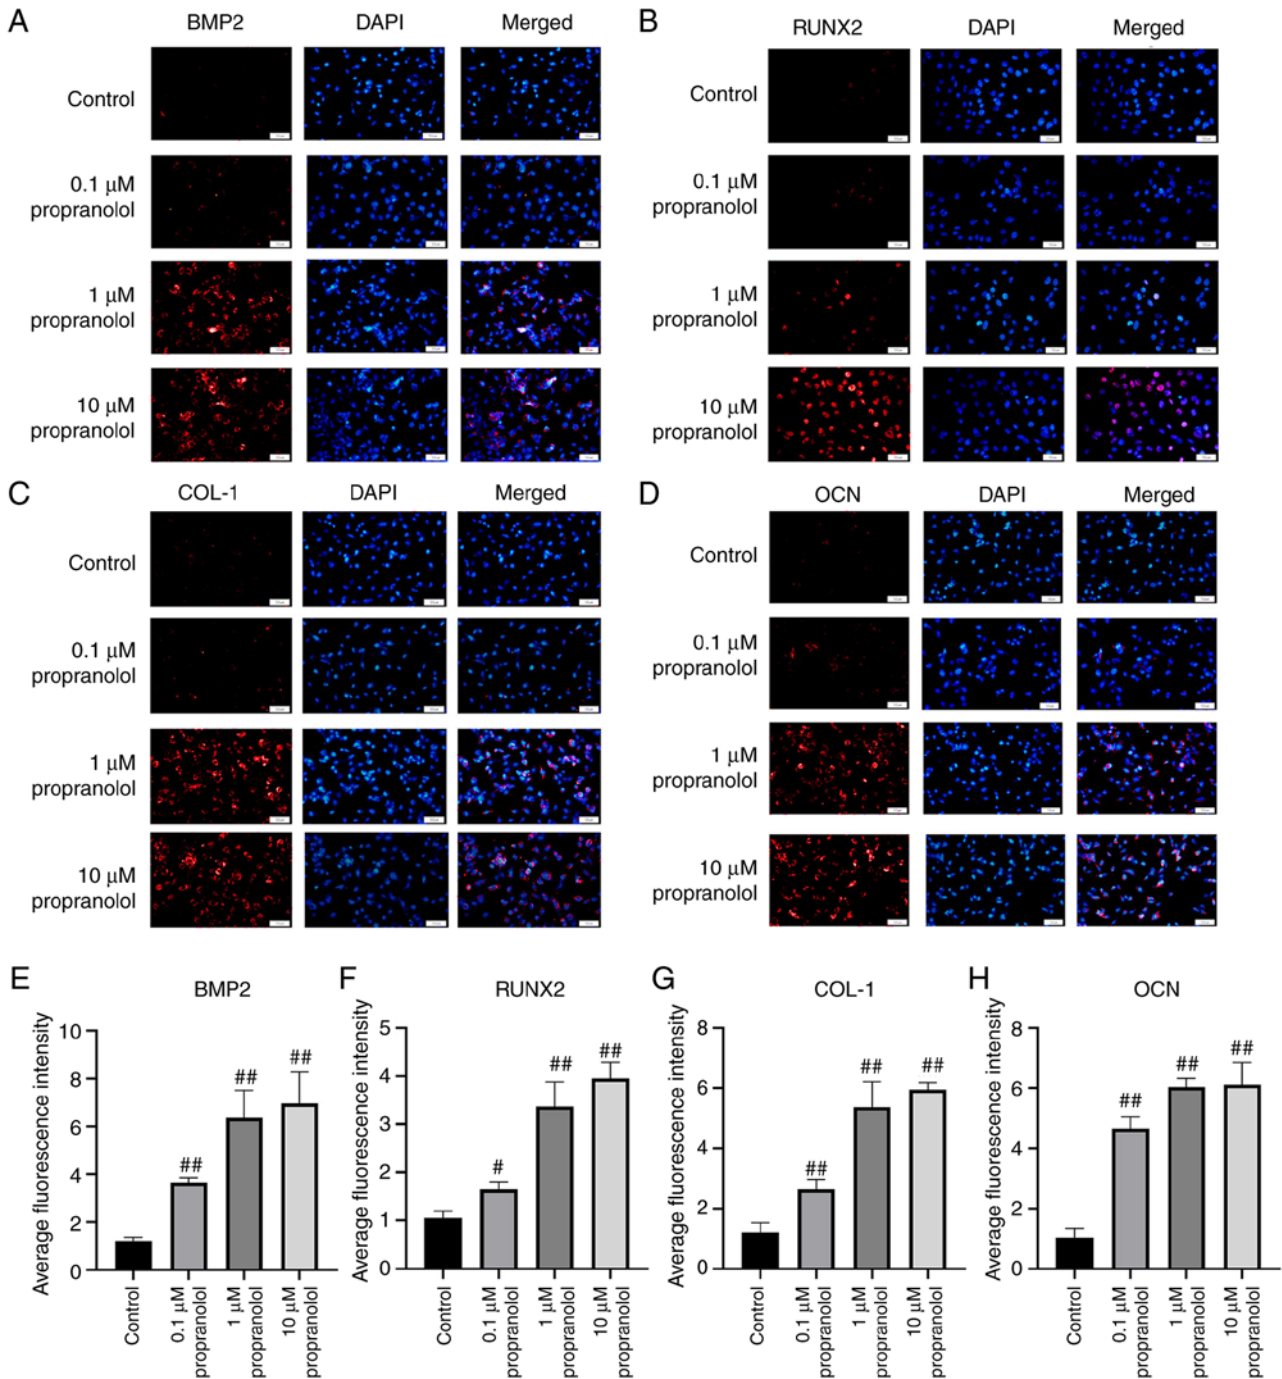 A
BMP2 DAPI Merged
Control
0.1 µM
propranolol
1 µM
propranolol
10 µM
propranolol
B
RUNX2 DAPI Merged
Control
0.1 µM
propranolol
1 µM
propranolol
10 µM
propranolol
C
COL-1 DAPI Merged
Control
0.1 µM
propranolol
1 µM
propranolol
10 µM
propranolol
D
OCN DAPI Merged
Control
0.1 µM
propranolol
1 µM
propranolol
10 µM
propranolol
E
BMP2
Average fluorescence intensity
10
8
6
4
2
0
##
##
##
Control
0.1 µM
propranolol
1 µM
propranolol
10 µM
propranolol
F
RUNX2
Average fluorescence intensity
5
4
3
2
1
0
#
##
##
Control
0.1 µM
propranolol
1 µM
propranolol
10 µM
propranolol
G
COL-1
Average fluorescence intensity
8
6
4
2
0
##
##
##
Control
0.1 µM
propranolol
1 µM
propranolol
10 µM
propranolol
H
OCN
Average fluorescence intensity
8
6
4
2
0
##
##
##
Control
0.1 µM
propranolol
1 µM
propranolol
10 µM
propranolol